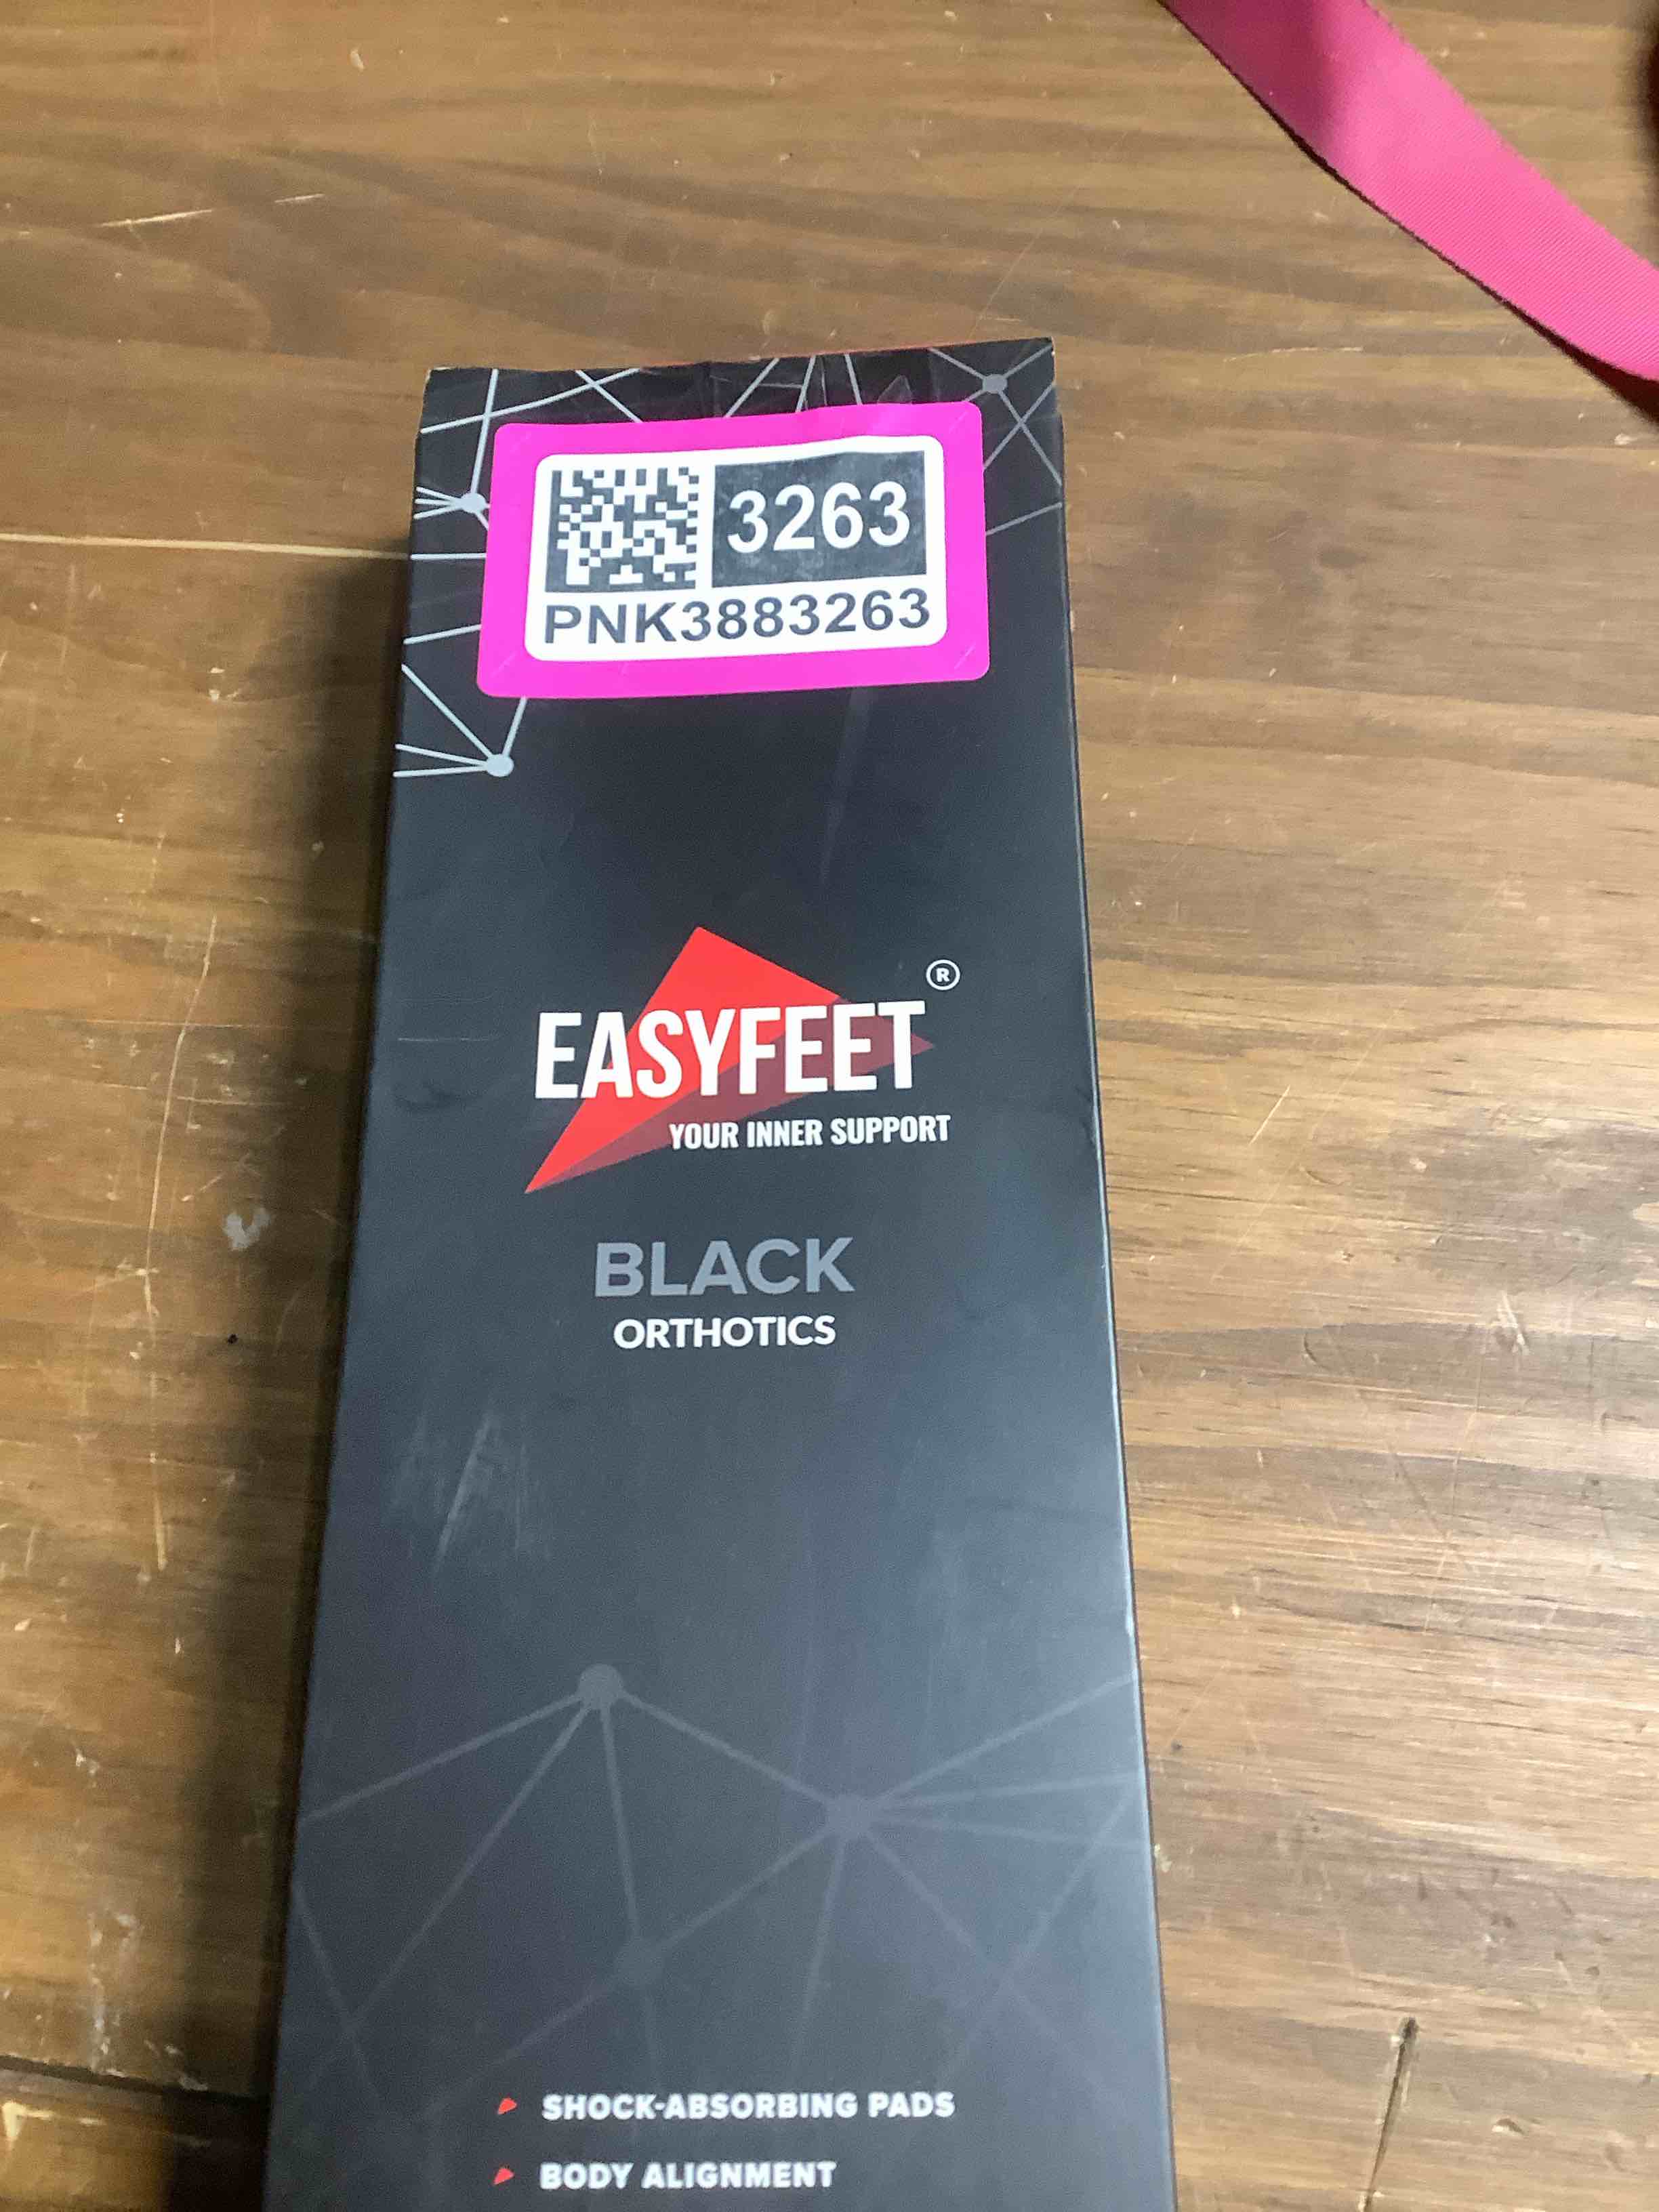 3263
PNK3883263
EASYFEET®
YOUR INNER SUPPORT
BLACK
ORTHOTICS
SHOCK-ABSORBING PADS
BODY ALIGNMENT